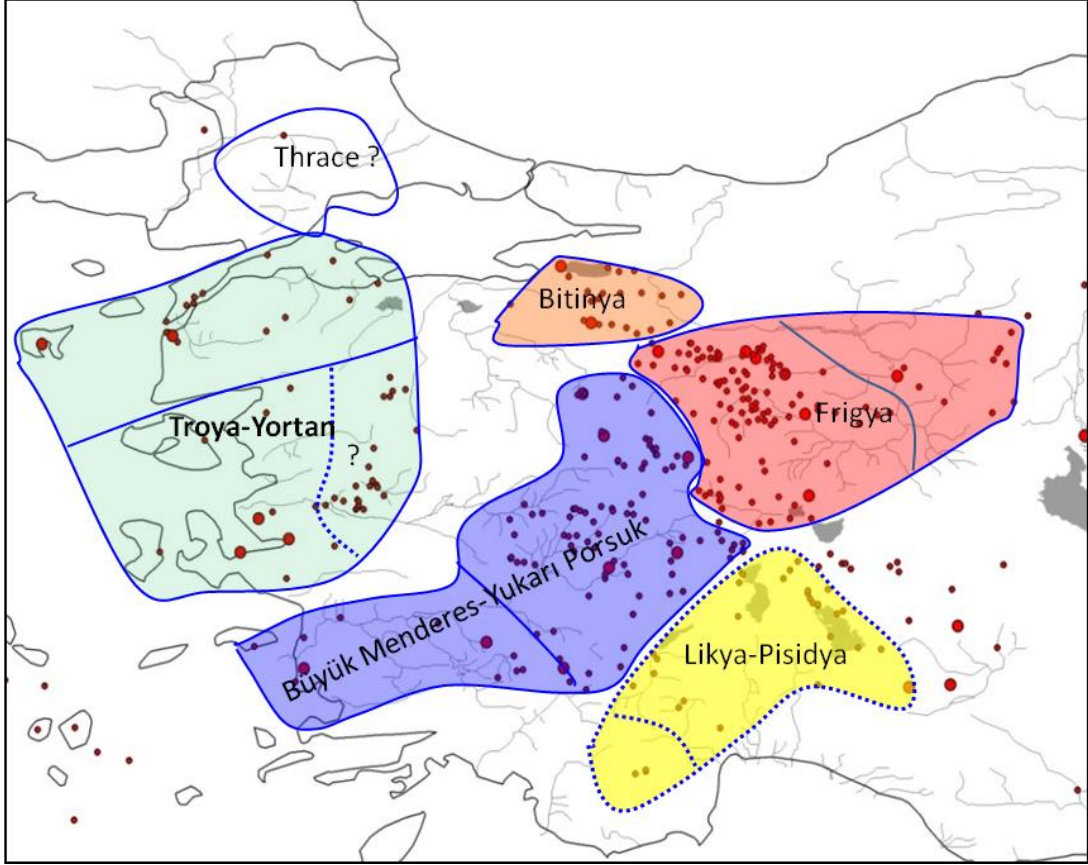 Thrace ?
Bitinya
Troya-Yortan
?
Frigya
Büyük Menderes-Yukarı Porsuk
Likya-Pisidya